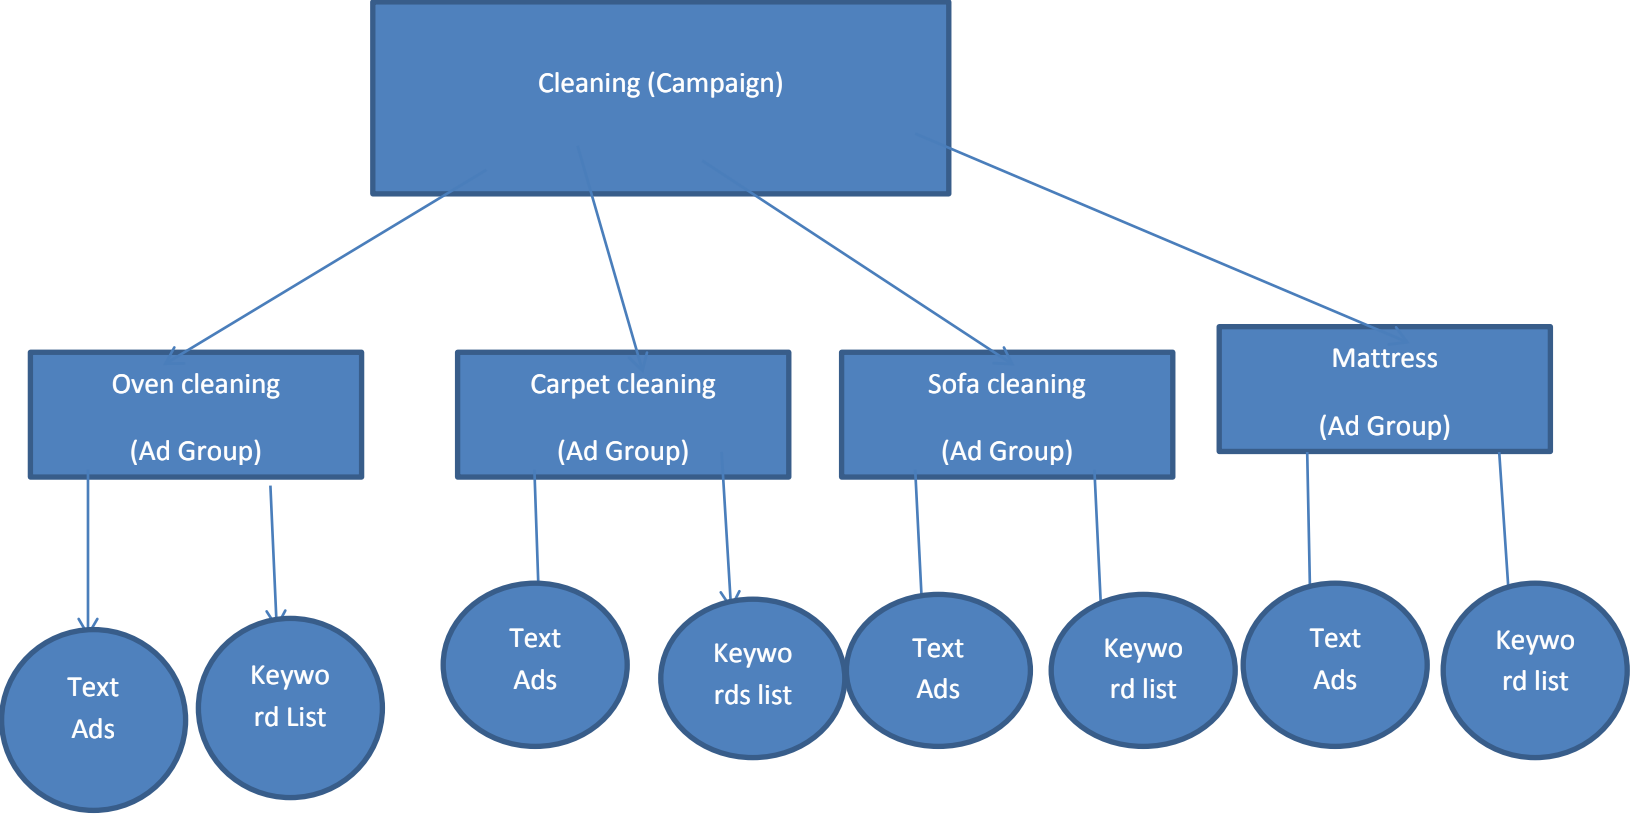 Cleaning (Campaign)
Oven cleaning
(Ad Group)
Carpet cleaning
(Ad Group)
Sofa cleaning
(Ad Group)
Mattress
(Ad Group)
Text
Ads
Keywo
rd List
Text
Ads
Keywo
rds list
Text
Ads
Keywo
rd list
Text
Ads
Keywo
rd list